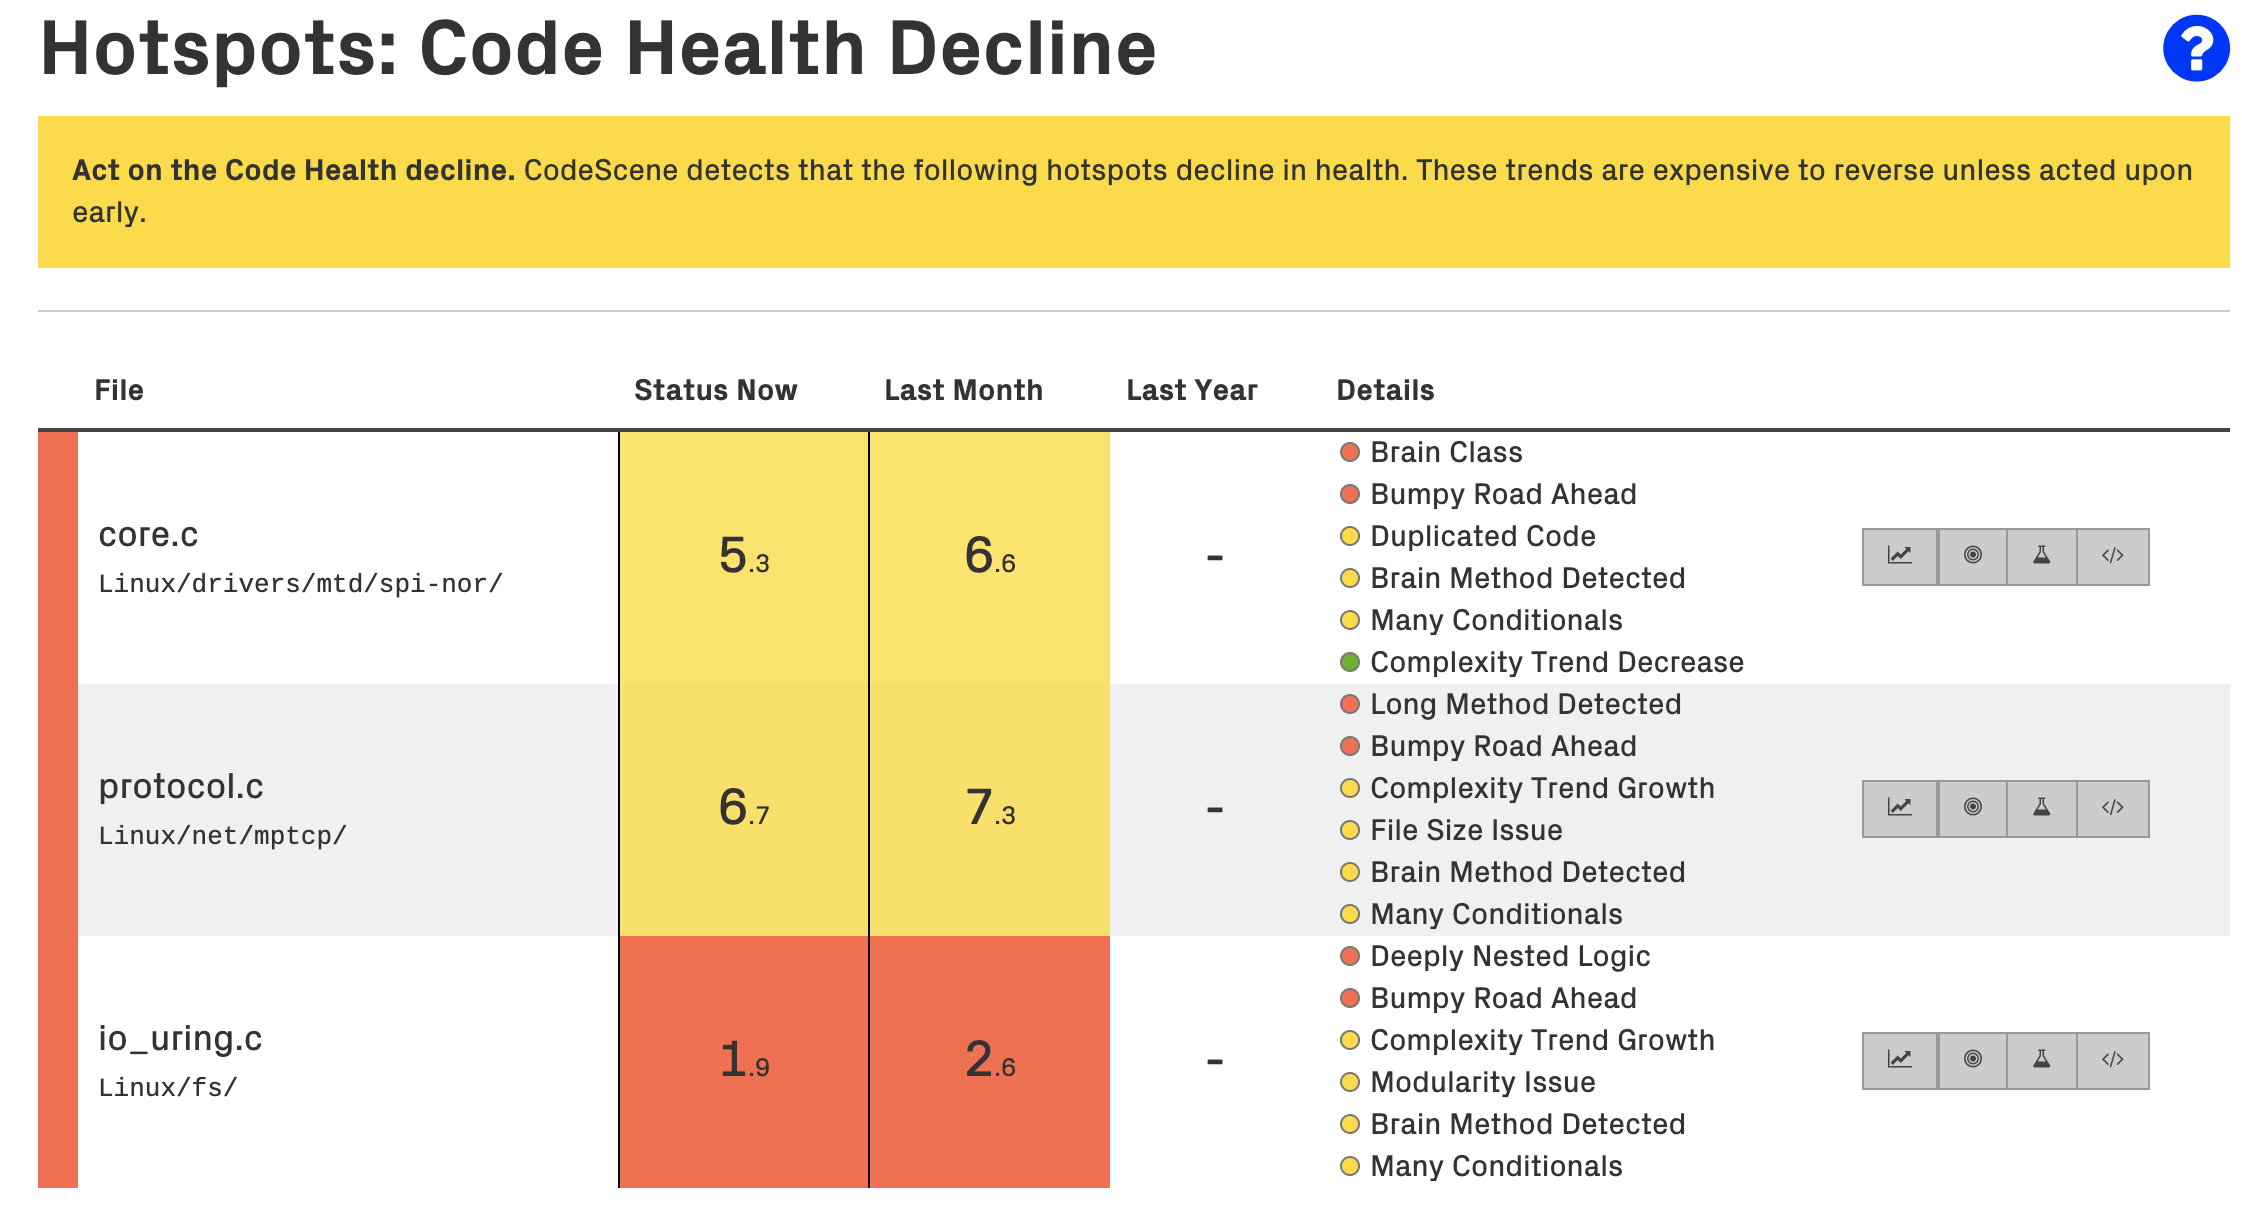 Hotspots: Code Health Decline
?
Act on the Code Health decline. CodeScene detects that the following hotspots decline in health. These trends are expensive to reverse unless acted upon
early.
File Status Now Last Month Last Year Details
core.c
Linux/drivers/mtd/spi-nor/
5.3
6.6
-
Brain Class
Bumpy Road Ahead
Duplicated Code
Brain Method Detected
Many Conditionals
Complexity Trend Decrease
</>
protocol.c
Linux/net/mptcp/
6.7
7.3
-
Long Method Detected
Bumpy Road Ahead
Complexity Trend Growth
File Size Issue
Brain Method Detected
Many Conditionals
</>
io_uring.c
Linux/fs/
1.9
2.6
-
Deeply Nested Logic
Bumpy Road Ahead
Complexity Trend Growth
Modularity Issue
Brain Method Detected
Many Conditionals
</>